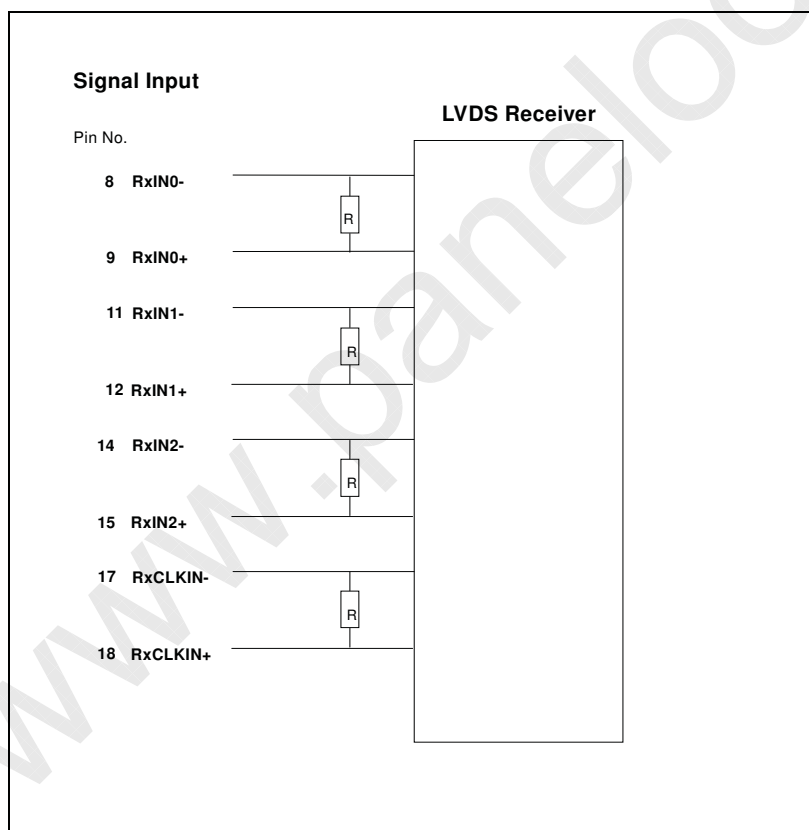 Signal Input
LVDS Receiver
Pin No.
8 RxIN0-
R
9 RxIN0+
11 RxIN1-
R
12 RxIN1+
14 RxIN2-
R
15 RxIN2+
17 RxCLKIN-
R
18 RxCLKIN+
www.paneloo